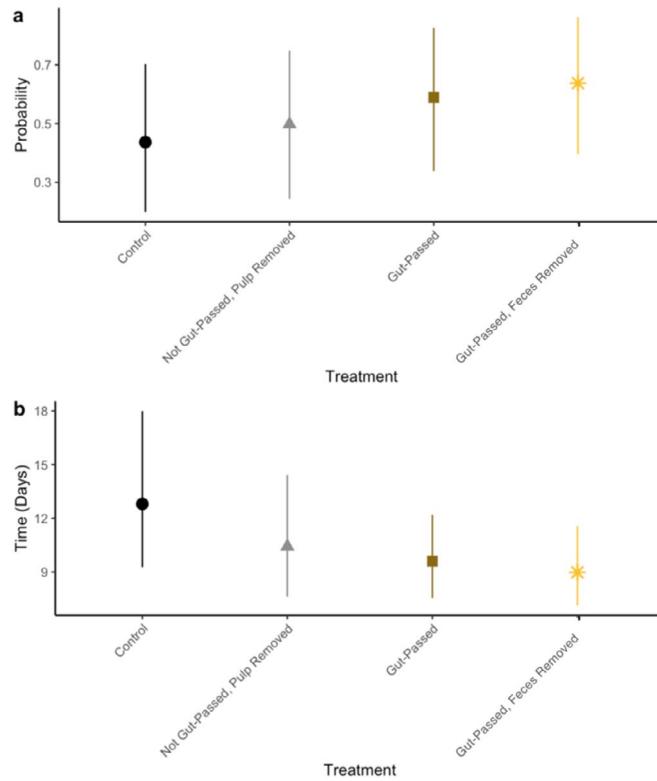 a
Probability
0.7
0.5
0.3
Control
Not Gut-Passed, Pulp Removed
Gut-Passed
Gut-Passed, Feces Removed
Treatment
b
Time (Days)
18
15
12
9
Control
Not Gut-Passed, Pulp Removed
Gut-Passed
Gut-Passed, Feces Removed
Treatment